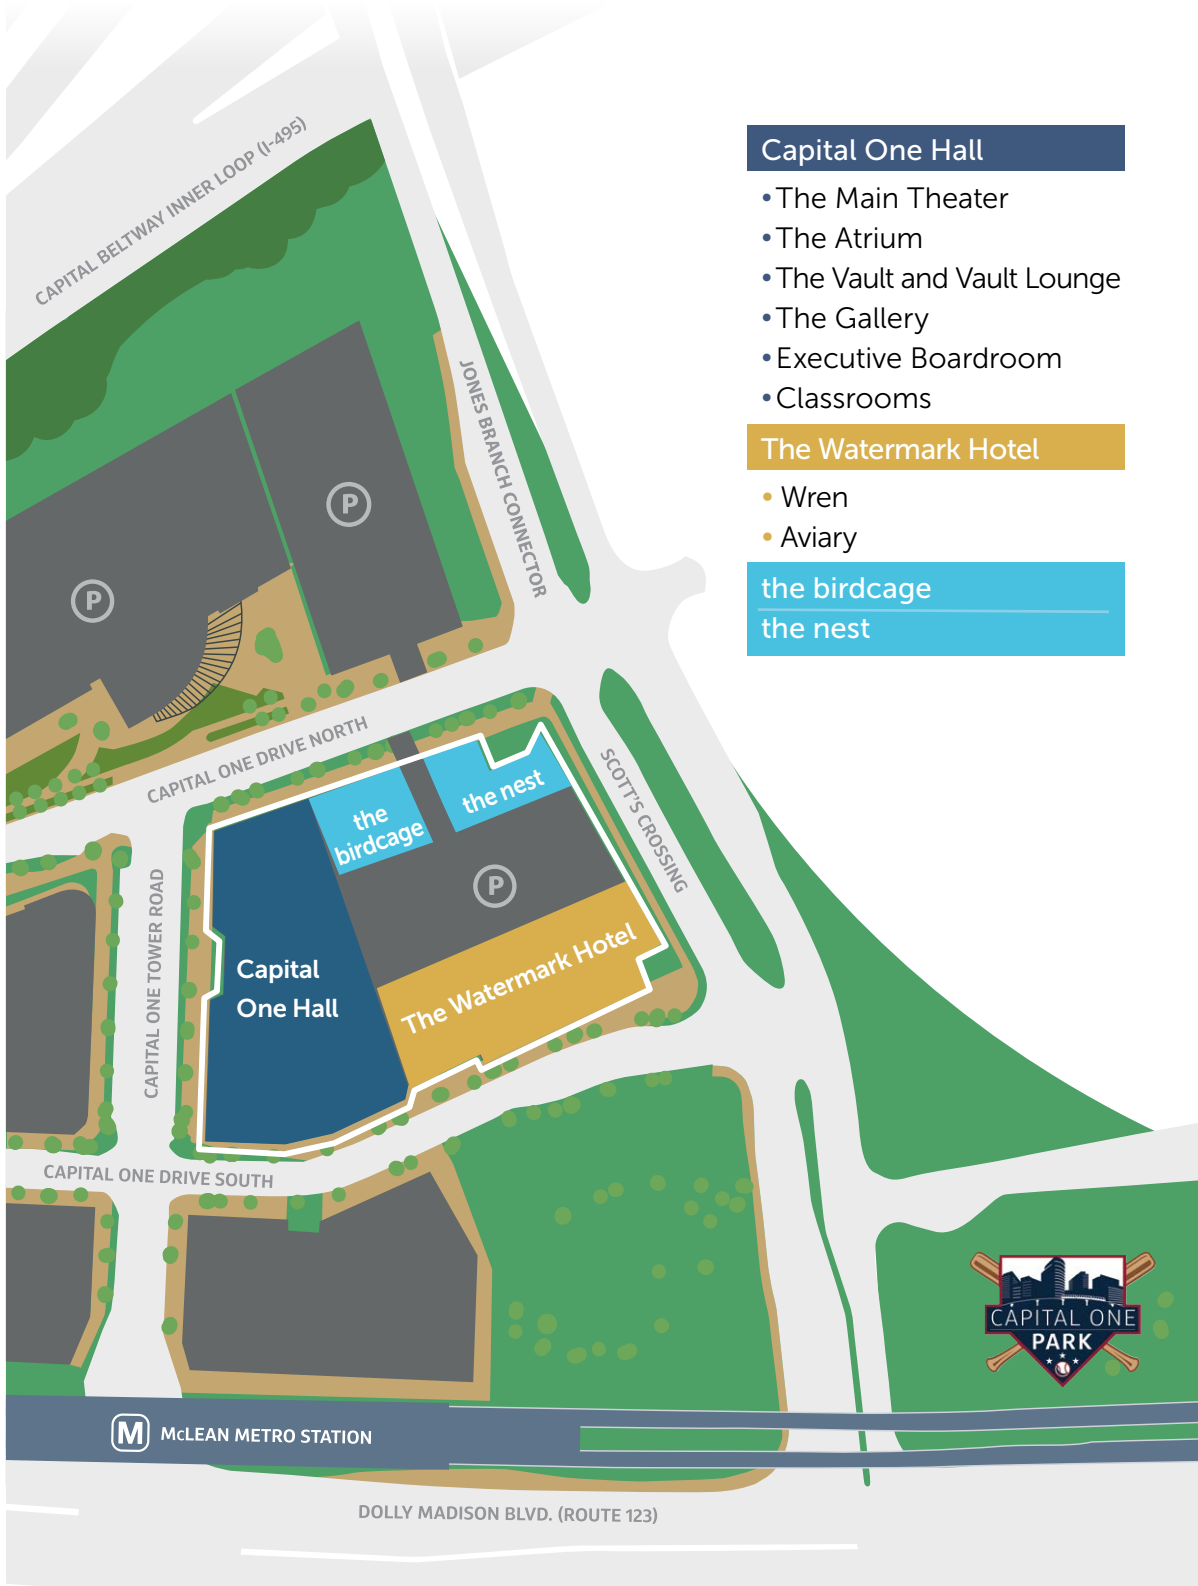 CAPITAL BELTWAY INNER LOOP (I-495)
Capital One Hall
•The Main Theater
•The Atrium
•The Vault and Vault Lounge
•The Gallery
•Executive Boardroom
•Classrooms
The Watermark Hotel
• Wren
• Aviary
the birdcage
the nest
JONES BRANCH CONNECTOR
P
P
CAPITAL ONE DRIVE NORTH
SCOTT'S CROSSING
the
birdcage
the nest
P
CAPITAL ONE TOWER ROAD
Capital
One Hall
The Watermark Hotel
CAPITAL ONE DRIVE SOUTH
CAPITAL ONE
PARK
M
McLEAN METRO STATION
DOLLY MADISON BLVD. (ROUTE 123)